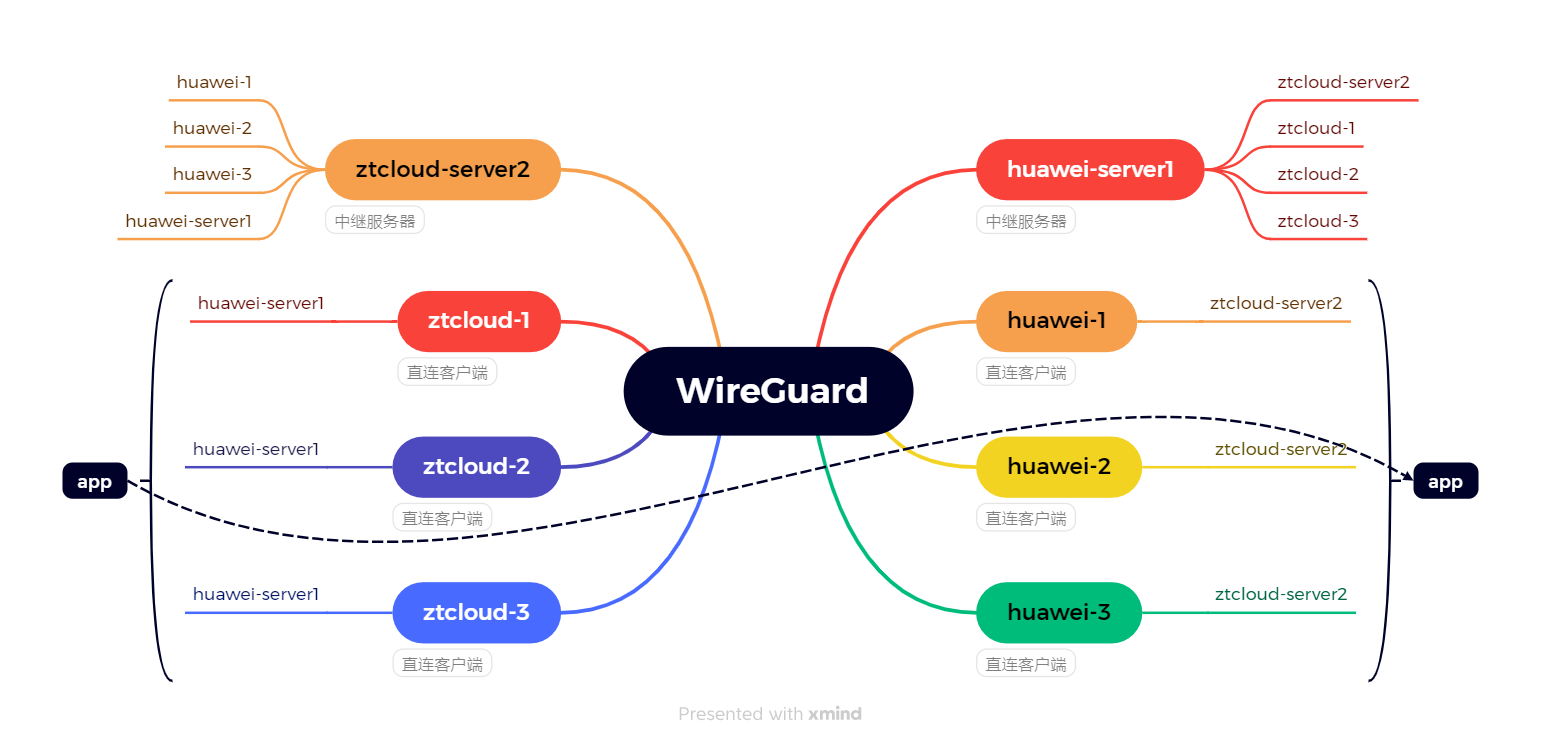 huawei-1
huawei-2
huawei-3
huawei-server1
ztcloud-server2
中继服务器
huawei-server1
中继服务器
ztcloud-server2
ztcloud-1
ztcloud-2
ztcloud-3
huawei-server1
ztcloud-1
直连客户端
huawei-server1
ztcloud-2
直连客户端
huawei-server1
ztcloud-3
直连客户端
app
WireGuard
huawei-1
直连客户端
ztcloud-server2
huawei-2
直连客户端
ztcloud-server2
huawei-3
直连客户端
ztcloud-server2
app
Presented with xmind